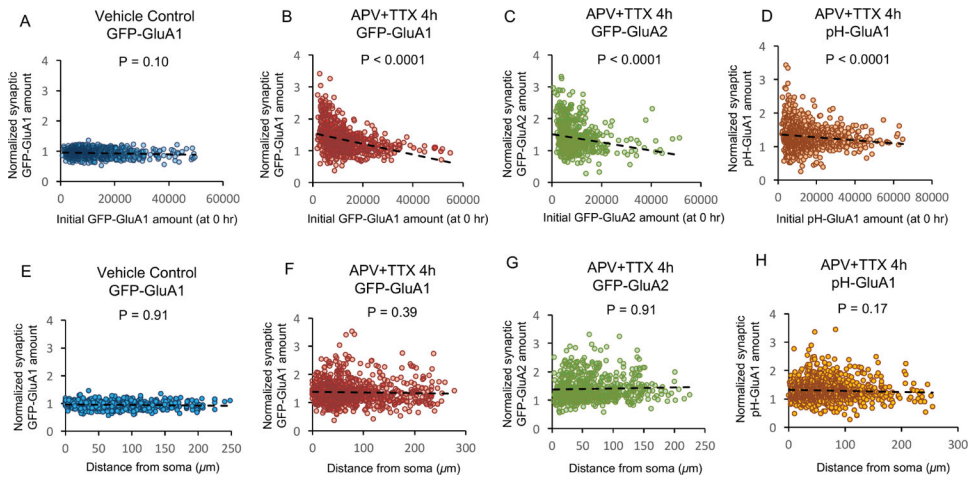 A
Vehicle Control
GFP-GluA1
P = 0.10
Normalized synaptic
GFP-GluA1 amount
4
3
2
1
0
0 20000 40000 60000
Initial GFP-GluA1 amount (at 0 hr)
B
APV+TTX 4h
GFP-GluA1
P < 0.0001
Normalized synaptic
GFP-GluA1 amount
4
3
2
1
0
0 20000 40000 60000
Initial GFP-GluA1 amount (at 0 hr)
C
APV+TTX 4h
GFP-GluA2
P < 0.0001
Normalized synaptic
GFP-GluA2 amount
4
3
2
1
0
0 20000 40000 60000
Initial GFP-GluA2 amount (at 0 hr)
D
APV+TTX 4h
pH-GluA1
P < 0.0001
Normalized synaptic
pH-GluA1 amount
4
3
2
1
0
0 20000 40000 60000 80000
Initial pH-GluA1 amount (at 0 hr)
E
Vehicle Control
GFP-GluA1
P = 0.91
Normalized synaptic
GFP-GluA1 amount
4
3
2
1
0
0 50 100 150 200 250
Distance from soma (µm)
F
APV+TTX 4h
GFP-GluA1
P = 0.39
Normalized synaptic
GFP-GluA1 amount
4
3
2
1
0
0 100 200 300
Distance from soma (µm)
G
APV+TTX 4h
GFP-GluA2
P = 0.91
Normalized synaptic
GFP-GluA2 amount
4
3
2
1
0
0 50 100 150 200 225
Distance from soma (µm)
H
APV+TTX 4h
pH-GluA1
P = 0.17
Normalized synaptic
pH-GluA1 amount
4
3
2
1
0
0 100 200 300
Distance from soma (µm)